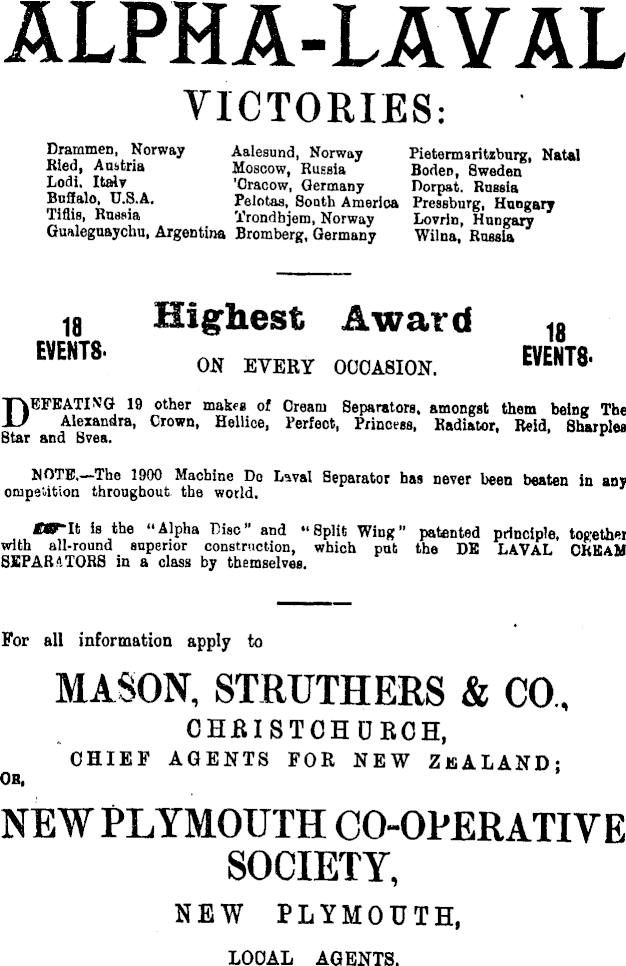 ALPHA-LAVAL
VICTORIES:
Drammen, Norway
Ried, Austria
Lodi, Italy
Buffalo, U.S.A.
Tiflis, Russia
Gualeguaychu, Argentina
Aalesund, Norway
Moscow, Russia
'Cracow, Germany
Pelotas, South America
Trondhjem, Norway
Bromberg, Germany
Pietermaritzburg, Natal
Boden, Sweden
Dorpat, Russia
Pressburg, Hungary
Lovrin, Hungary
Wilna, Russia
18
EVENTS.
Highest Award
ON EVERY OCCASION.
18
EVENTS.
DEFEATING 19 other makes of Cream Separators, amongst them being The
Alexandra, Crown, Hellice, Perfect, Princess, Radiator, Reid, Sharples
Star and Svea.
NOTE.—The 1900 Machine De Laval Separator has never been beaten in any
ompetition throughout the world.
It is the "Alpha Disc" and "Split Wing" patented principle, together
with all-round superior construction, which put the DE LAVAL CREAM
SEPARATORS in a class by themselves.
For all information apply to
MASON, STRUTHERS & CO.,
CHRISTCHURCH,
CHIEF AGENTS FOR NEW ZEALAND;
OR,
NEW PLYMOUTH CO-OPERATIVE
SOCIETY,
NEW PLYMOUTH,
LOCAL AGENTS.